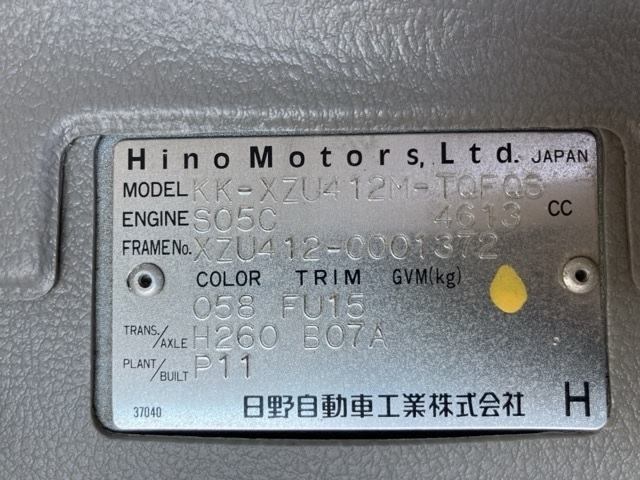 Hino Motors, Ltd. JAPAN
MODEL KK-XZU412M-TQFQS
ENGINE S05C 4613 CC
FRAME No. XZU412-0001372
COLOR TRIM GVM(kg)
058 FU15
TRANS./AXLE H260 B07A
PLANT/BUILT P11
37040 日野自動車工業株式会社 H